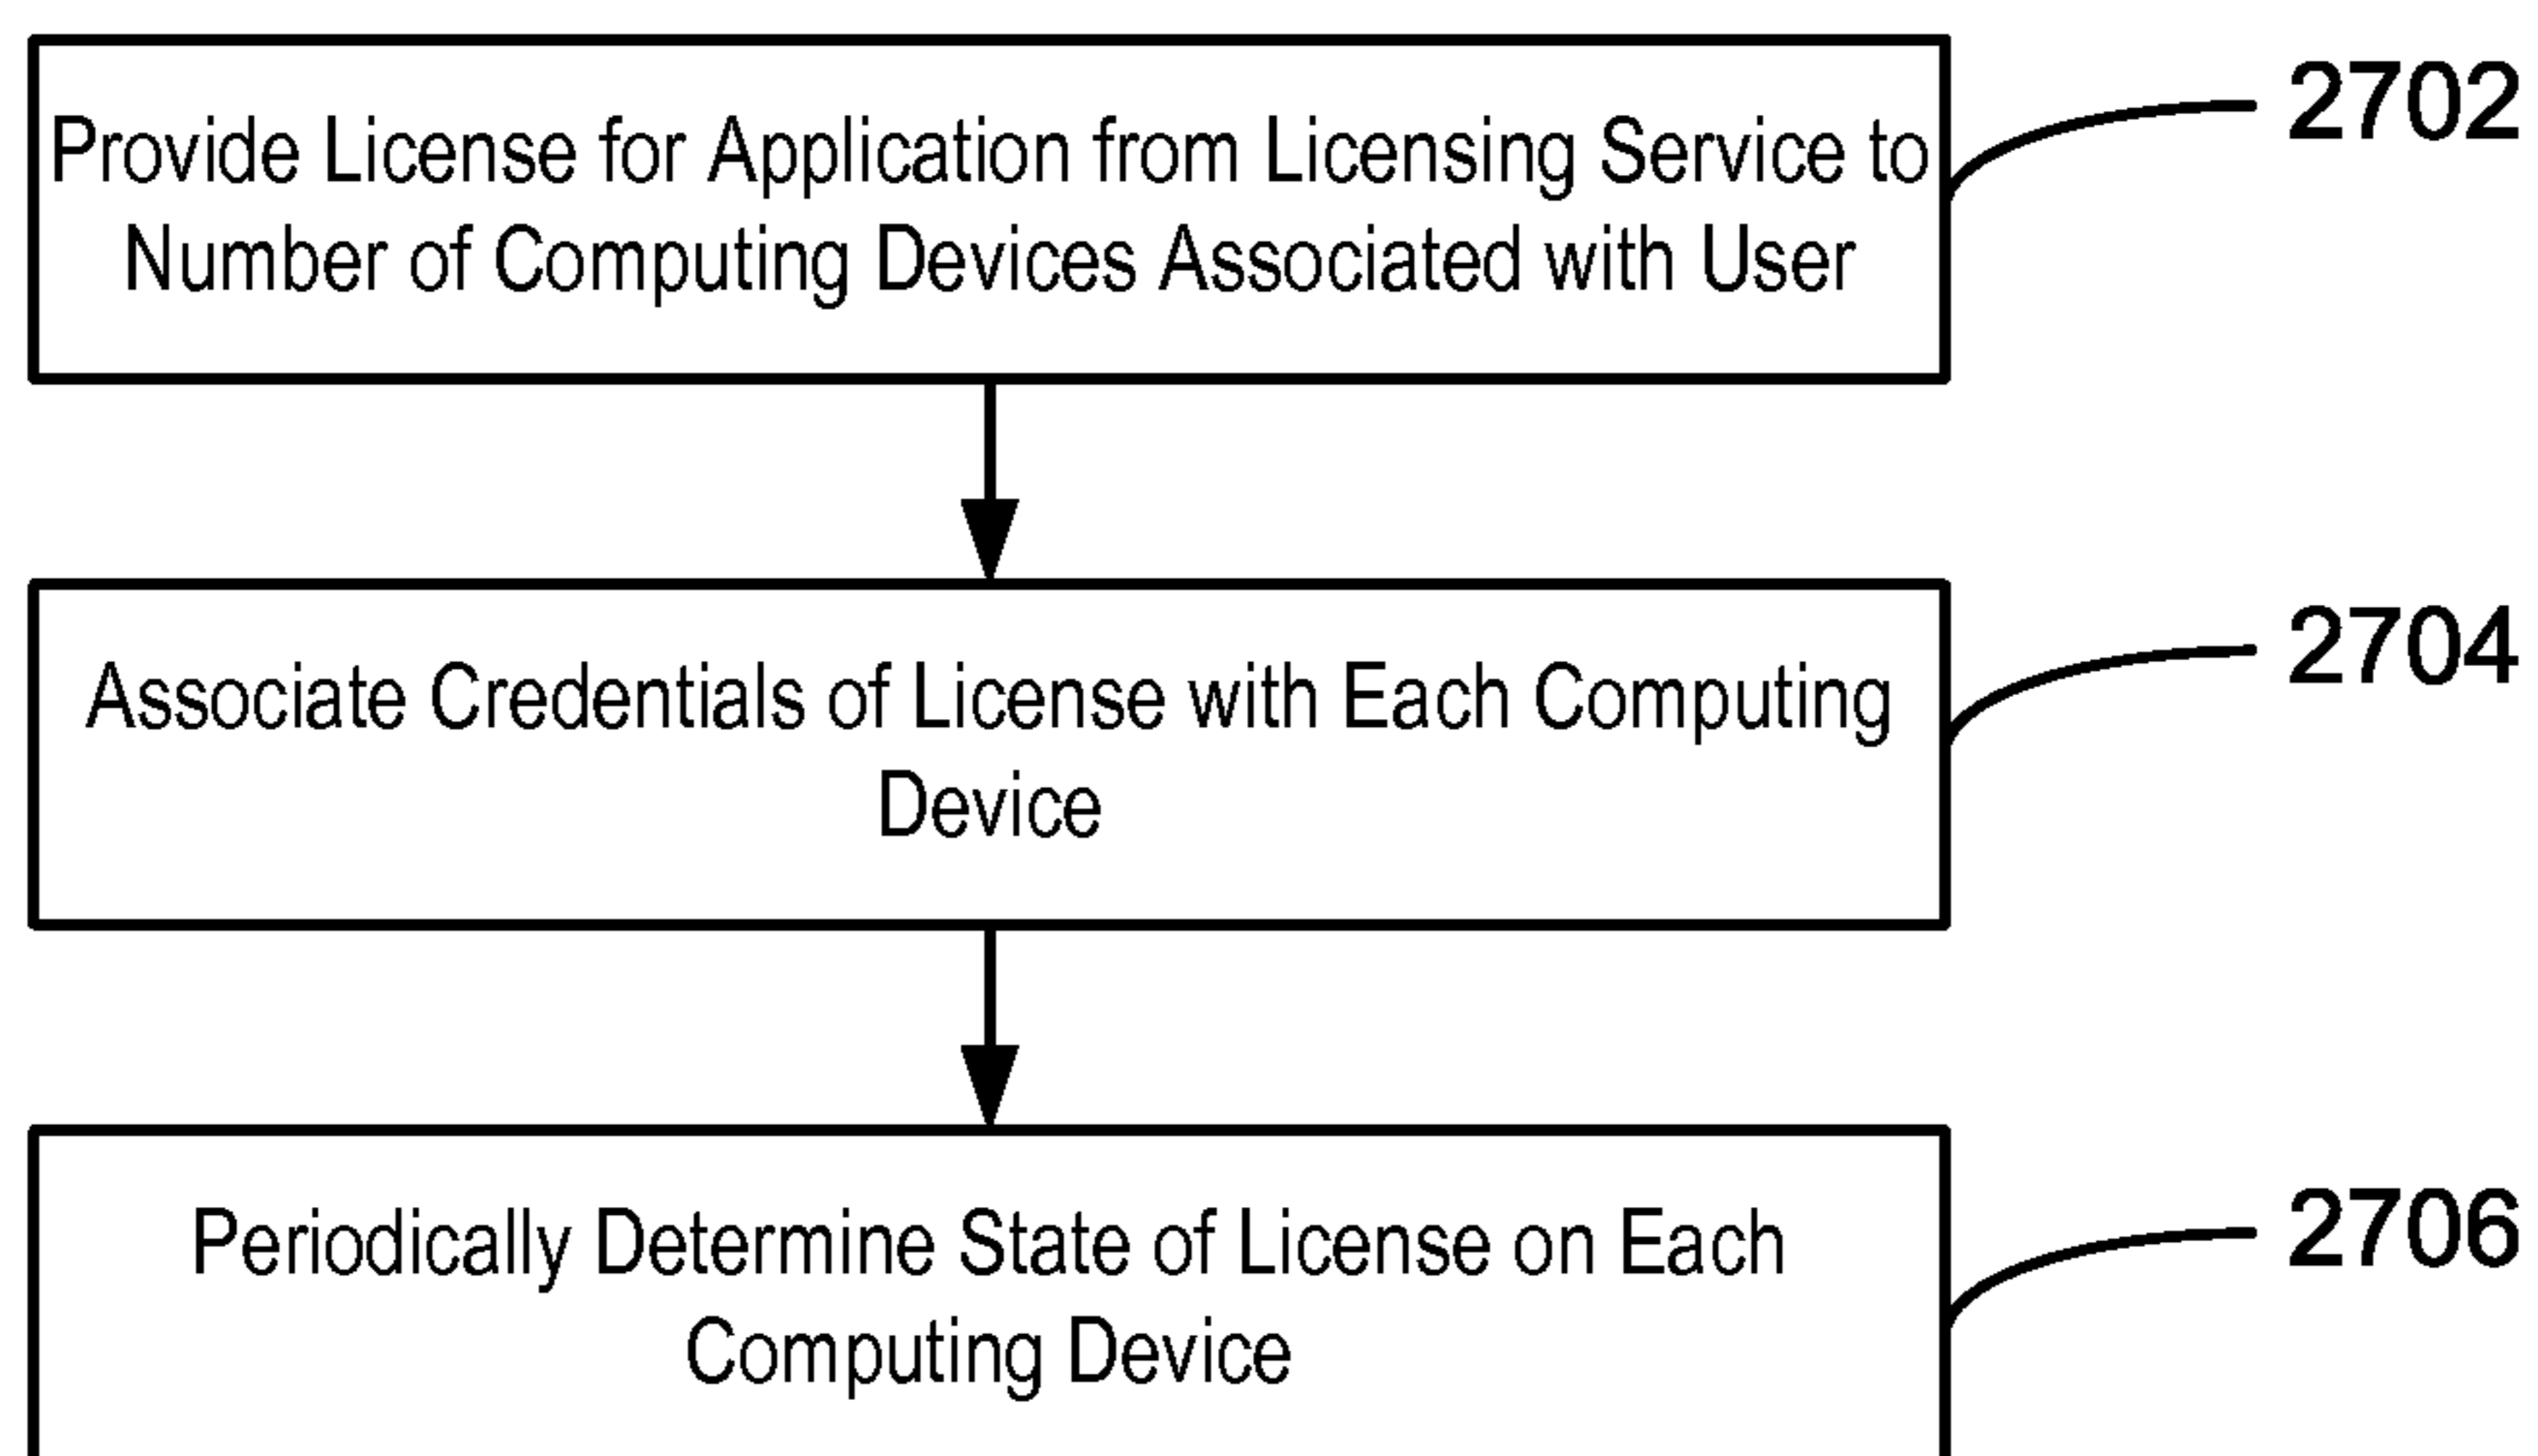 Provide License for Application from Licensing Service to
Number of Computing Devices Associated with User
2702
Associate Credentials of License with Each Computing
Device
2704
Periodically Determine State of License on Each
Computing Device
2706